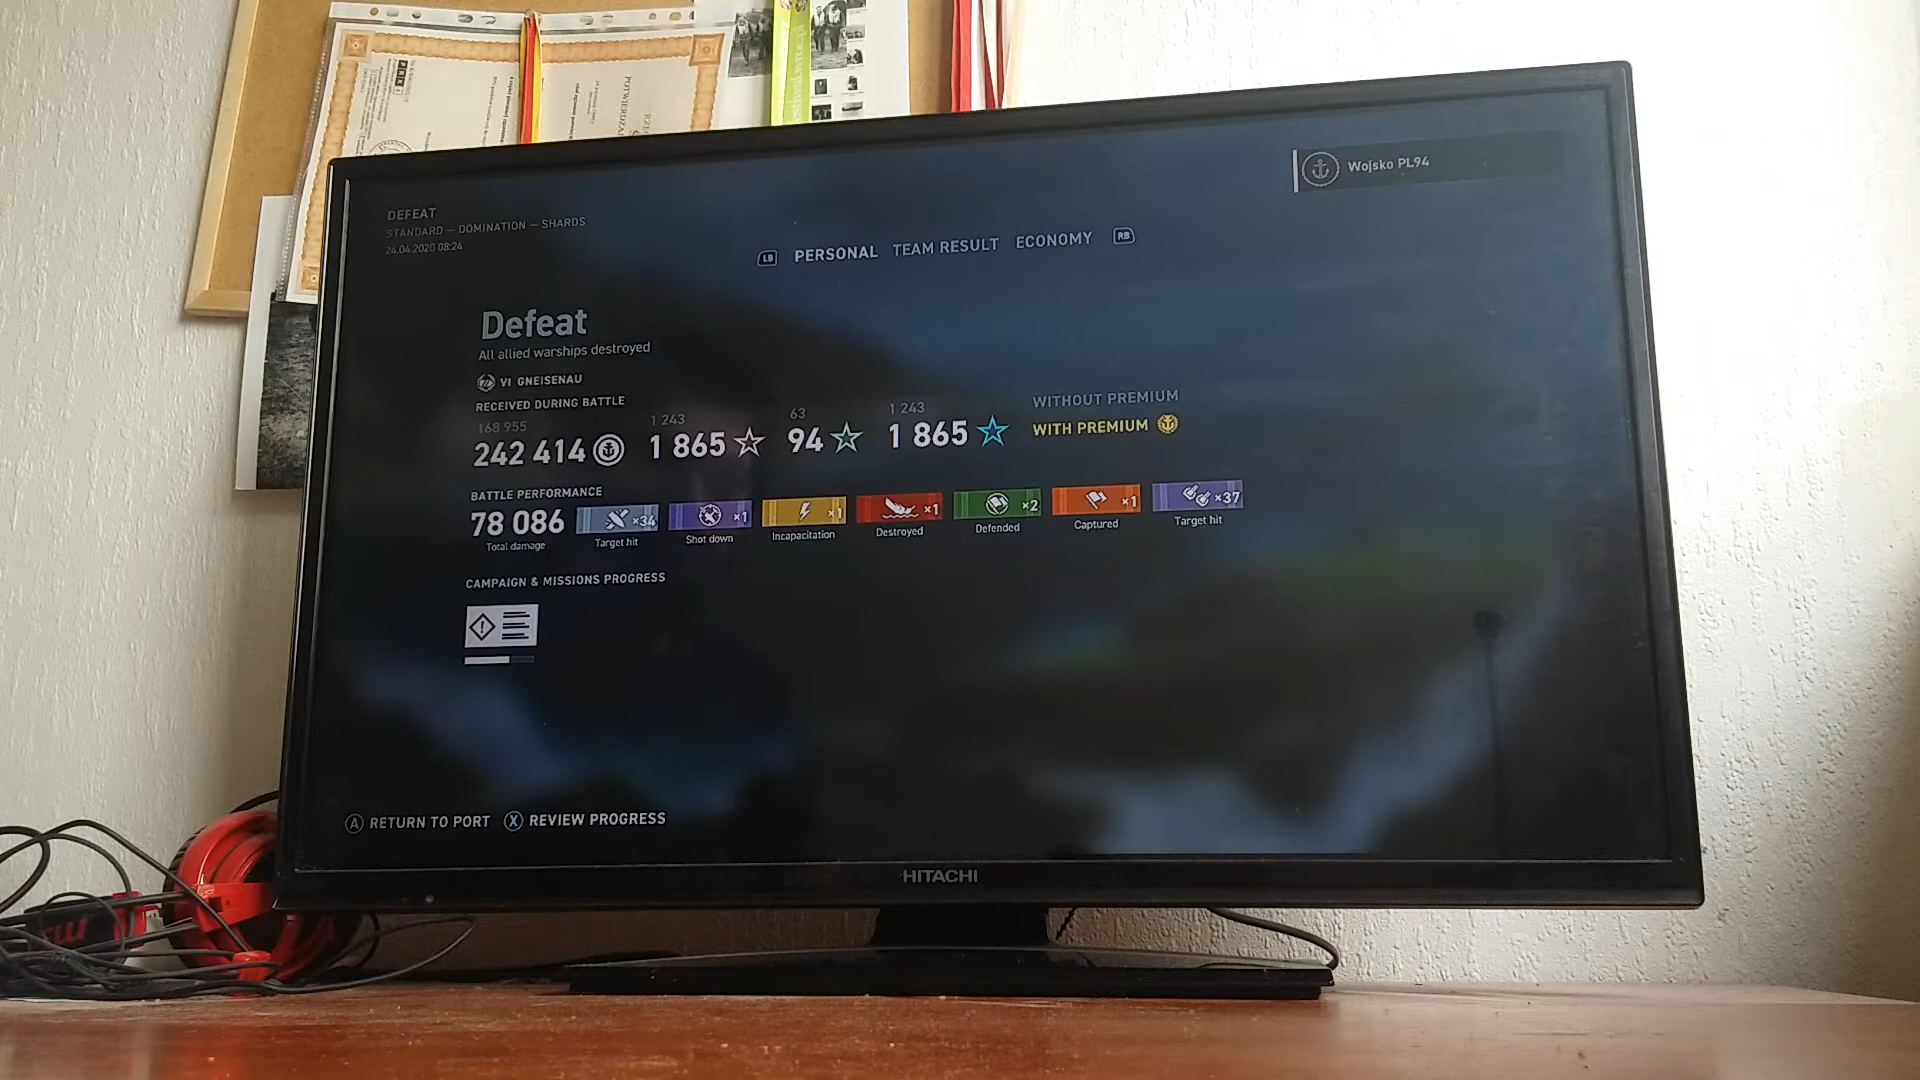 POTWIERDZA
Wojsko PL94
DEFEAT
STANDARD — DOMINATION — SHARDS
24.04.2020 08:24
LB PERSONAL TEAM RESULT ECONOMY RB
Defeat
All allied warships destroyed
VI GNEISENAU
RECEIVED DURING BATTLE
168 955 1 243 63 1 243 WITHOUT PREMIUM
242 414 1 865 94 1 865 WITH PREMIUM
BATTLE PERFORMANCE
78 086 ×34 ×1 ×1 ×1 ×2 ×1 ×37
Total damage Target hit Shot down Incapacitation Destroyed Defended Captured Target hit
CAMPAIGN & MISSIONS PROGRESS
A RETURN TO PORT X REVIEW PROGRESS
HITACHI